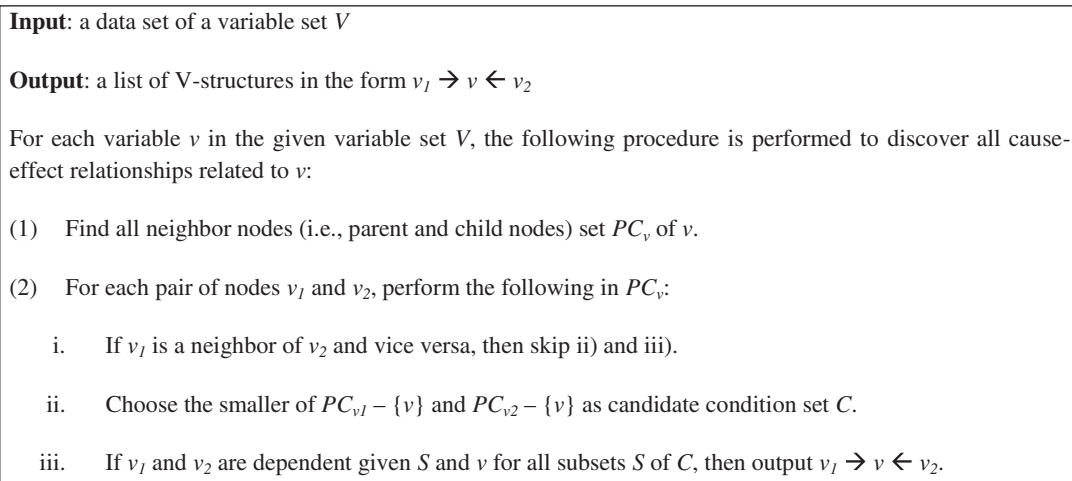 Input: a data set of a variable set V
Output: a list of V-structures in the form v1 → v ← v2
For each variable v in the given variable set V, the following procedure is performed to discover all cause-
effect relationships related to v:
(1) Find all neighbor nodes (i.e., parent and child nodes) set PCv of v.
(2) For each pair of nodes v1 and v2, perform the following in PCv:
i. If v1 is a neighbor of v2 and vice versa, then skip ii) and iii).
ii. Choose the smaller of PCv1 – {v} and PCv2 – {v} as candidate condition set C.
iii. If v1 and v2 are dependent given S and v for all subsets S of C, then output v1 → v ← v2.